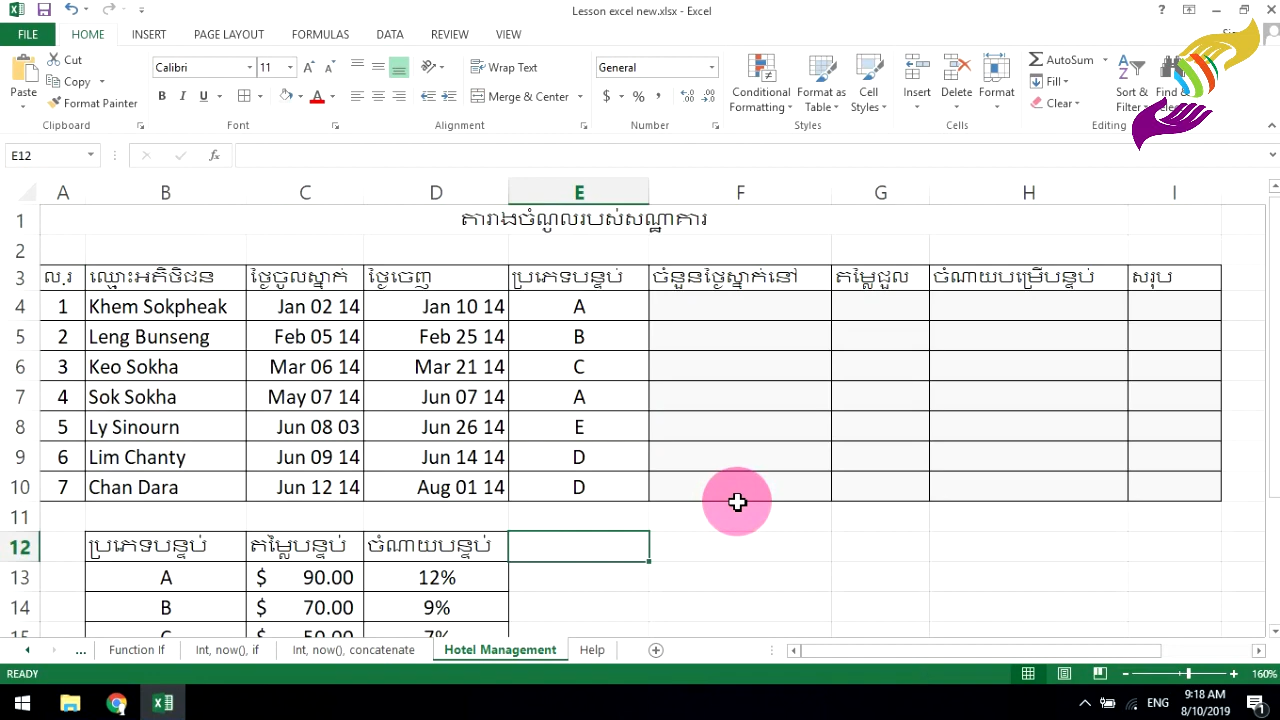 Lesson excel new.xlsx - Excel
FILE HOME INSERT PAGE LAYOUT FORMULAS DATA REVIEW VIEW
Paste Cut Copy Format Painter
Calibri 11
B I U A
Wrap Text
Merge & Center
General
$ % ,
Conditional Formatting
Format as Table
Cell Styles
Insert Delete Format
AutoSum
Fill
Clear
Sort & Filter
Find &
Clipboard Font Alignment Number Styles Cells Editing
E12 fx
A B C D E F G H I
1 តារាងចំណូលរបស់សណ្ឋាគារ
2
3 ល.រ ឈ្មោះអតិថិជន ថ្ងៃចូលស្នាក់ ថ្ងៃចេញ ប្រភេទបន្ទប់ ចំនួនថ្ងៃស្នាក់នៅ តម្លៃជួល ចំណាយបម្រើបន្ទប់ សរុប
4 1 Khem Sokpheak Jan 02 14 Jan 10 14 A
5 2 Leng Bunseng Feb 05 14 Feb 25 14 B
6 3 Keo Sokha Mar 06 14 Mar 21 14 C
7 4 Sok Sokha May 07 14 Jun 07 14 A
8 5 Ly Sinourn Jun 08 03 Jun 26 14 E
9 6 Lim Chanty Jun 09 14 Jun 14 14 D
10 7 Chan Dara Jun 12 14 Aug 01 14 D
11
12 ប្រភេទបន្ទប់ តម្លៃបន្ទប់ ចំណាយបន្ទប់
13 A $ 90.00 12%
14 B $ 70.00 9%
15 C $ 50.00 7%
... Function If Int, now(), if Int, now(), concatenate Hotel Management Help
READY 160%
ENG 9:18 AM
8/10/2019